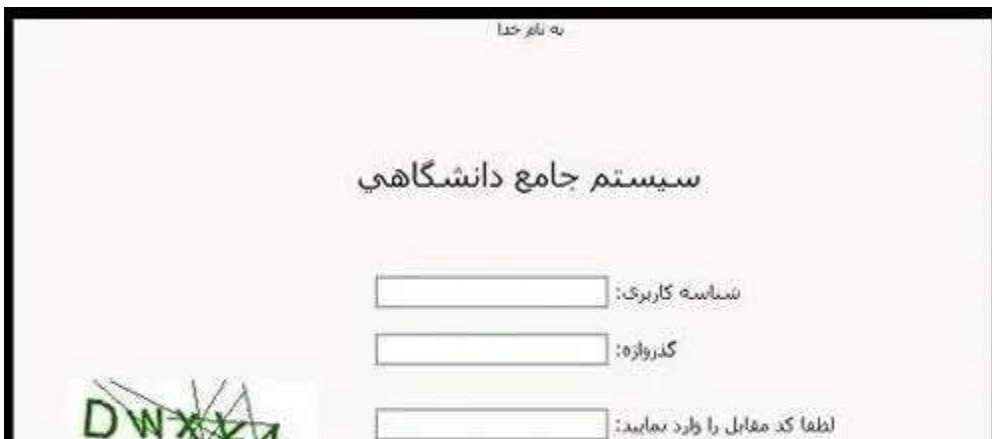 به نام خدا
سیستم جامع دانشگاهي
شناسه کاربری:
گذرواژه:
لطفا کد مقابل را وارد نمایید: